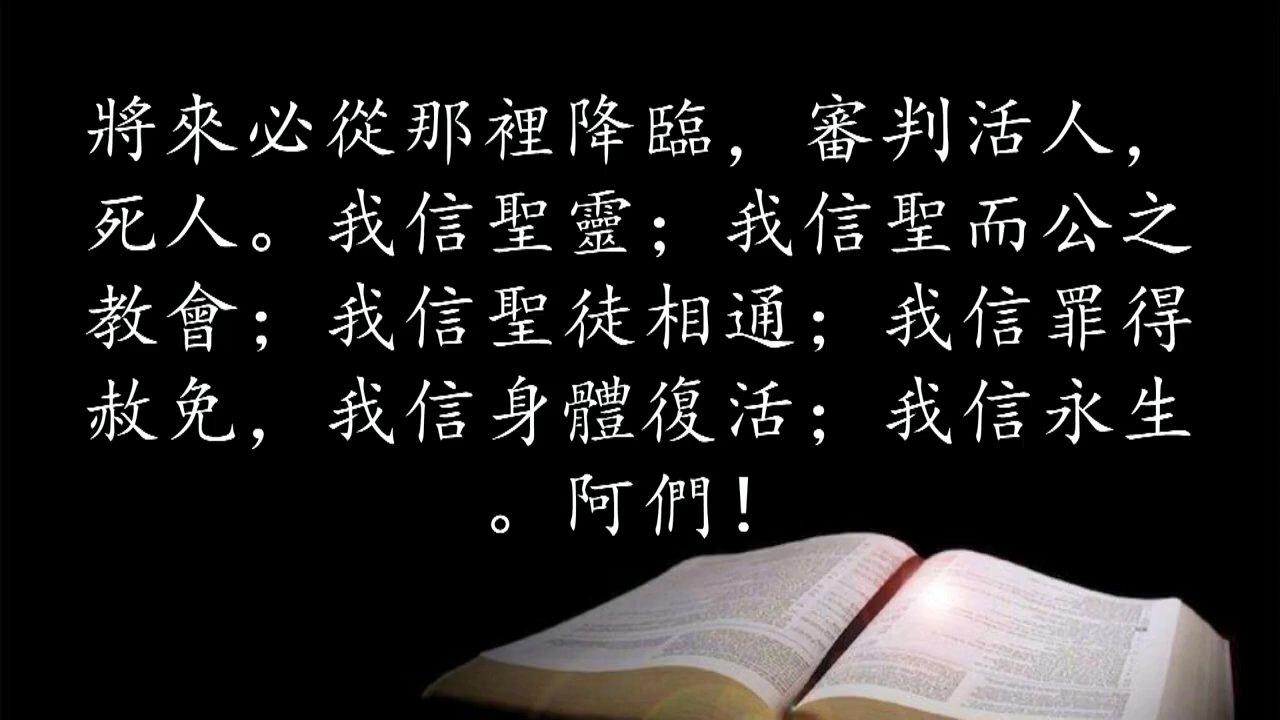 將來必從那裡降臨，審判活人，
死人。我信聖靈；我信聖而公之
教會；我信聖徒相通；我信罪得
赦免，我信身體復活；我信永生
。阿們！